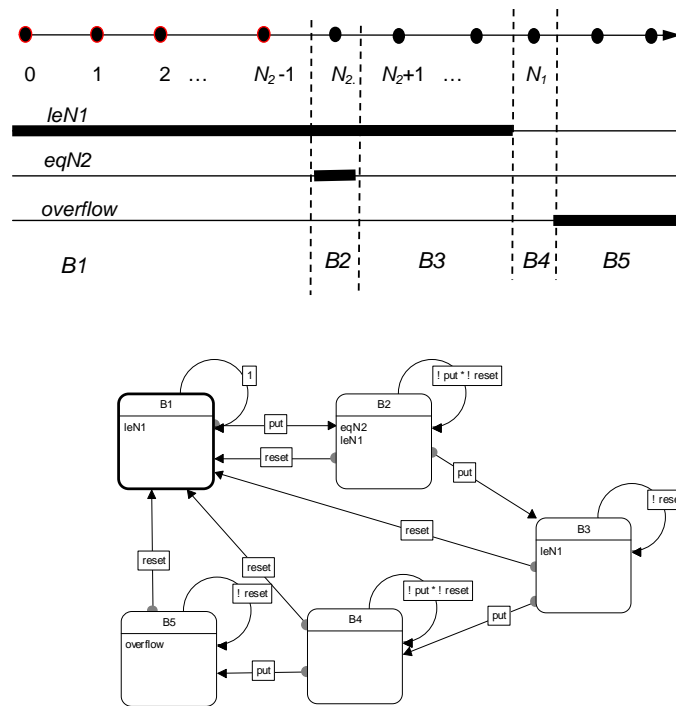 0 1 2 … N2-1 N2. N2+1 … N1
leN1
eqN2
overflow
B1 B2 B3 B4 B5
1
! put * ! reset
B1
B2
leN1
eqN2
put
leN1
reset
put
! rese
B3
reset
leN1
reset
reset
! reset
! put * ! reset
put
B5
B4
overflow
put